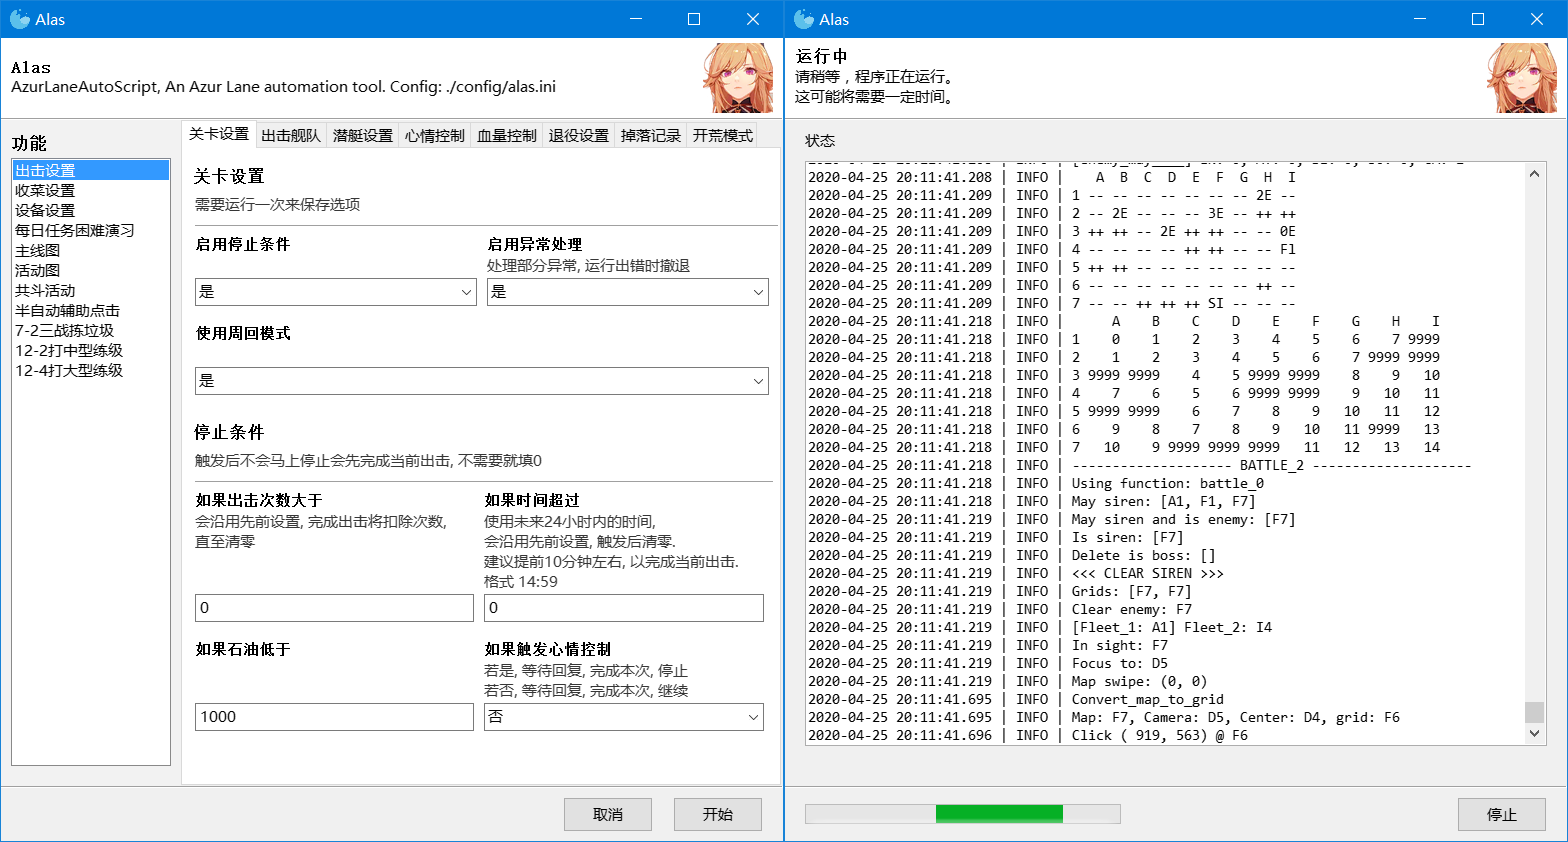 Alas
Alas
AzurLaneAutoScript, An Azur Lane automation tool. Config: ./config/alas.ini
功能
出击设置
收菜设置
设备设置
每日任务困难演习
主线图
活动图
共斗活动
半自动辅助点击
7-2三战拣垃圾
12-2打中型练级
12-4打大型练级
关卡设置 出击舰队 潜艇设置 心情控制 血量控制 退役设置 掉落记录 开荒模式
关卡设置
需要运行一次来保存选项
启用停止条件
是
启用异常处理
处理部分异常, 运行出错时撤退
是
使用周回模式
是
停止条件
触发后不会马上停止会先完成当前出击, 不需要就填0
如果出击次数大于
会沿用先前设置, 完成出击将扣除次数,
直至清零
0
如果时间超过
使用未来24小时内的时间,
会沿用先前设置, 触发后清零.
建议提前10分钟左右, 以完成当前出击.
格式 14:59
0
如果石油低于
1000
如果触发心情控制
若是, 等待回复, 完成本次, 停止
若否, 等待回复, 完成本次, 继续
否
取消 开始
Alas
运行中
请稍等，程序正在运行。
这可能将需要一定时间。
状态
2020-04-25 20:11:41.208 | INFO |    A  B  C  D  E  F  G  H  I
2020-04-25 20:11:41.209 | INFO | 1 -- -- -- -- -- -- -- 2E --
2020-04-25 20:11:41.209 | INFO | 2 -- 2E -- -- -- 3E -- ++ ++
2020-04-25 20:11:41.209 | INFO | 3 ++ ++ -- 2E ++ ++ -- -- 0E
2020-04-25 20:11:41.209 | INFO | 4 -- -- -- -- ++ ++ -- -- Fl
2020-04-25 20:11:41.209 | INFO | 5 ++ ++ -- -- -- -- -- -- --
2020-04-25 20:11:41.209 | INFO | 6 -- -- -- -- -- -- -- ++ --
2020-04-25 20:11:41.209 | INFO | 7 -- -- ++ ++ ++ SI -- -- --
2020-04-25 20:11:41.218 | INFO |      A    B    C    D    E    F    G    H    I
2020-04-25 20:11:41.218 | INFO | 1    0    1    2    3    4    5    6    7 9999
2020-04-25 20:11:41.218 | INFO | 2    1    2    3    4    5    6    7 9999 9999
2020-04-25 20:11:41.218 | INFO | 3 9999 9999    4    5 9999 9999    8    9   10
2020-04-25 20:11:41.218 | INFO | 4    7    6    5    6 9999 9999    9   10   11
2020-04-25 20:11:41.218 | INFO | 5 9999 9999    6    7    8    9   10   11   12
2020-04-25 20:11:41.218 | INFO | 6    9    8    7    8    9   10   11 9999   13
2020-04-25 20:11:41.218 | INFO | 7   10    9 9999 9999 9999   11   12   13   14
2020-04-25 20:11:41.218 | INFO | -------------------- BATTLE_2 --------------------
2020-04-25 20:11:41.218 | INFO | Using function: battle_0
2020-04-25 20:11:41.218 | INFO | May siren: [A1, F1, F7]
2020-04-25 20:11:41.219 | INFO | May siren and is enemy: [F7]
2020-04-25 20:11:41.219 | INFO | Is siren: [F7]
2020-04-25 20:11:41.219 | INFO | Delete is boss: []
2020-04-25 20:11:41.219 | INFO | <<< CLEAR SIREN >>>
2020-04-25 20:11:41.219 | INFO | Grids: [F7, F7]
2020-04-25 20:11:41.219 | INFO | Clear enemy: F7
2020-04-25 20:11:41.219 | INFO | [Fleet_1: A1] Fleet_2: I4
2020-04-25 20:11:41.219 | INFO | In sight: F7
2020-04-25 20:11:41.219 | INFO | Focus to: D5
2020-04-25 20:11:41.219 | INFO | Map swipe: (0, 0)
2020-04-25 20:11:41.695 | INFO | Convert_map_to_grid
2020-04-25 20:11:41.695 | INFO | Map: F7, Camera: D5, Center: D4, grid: F6
2020-04-25 20:11:41.696 | INFO | Click ( 919, 563) @ F6
停止